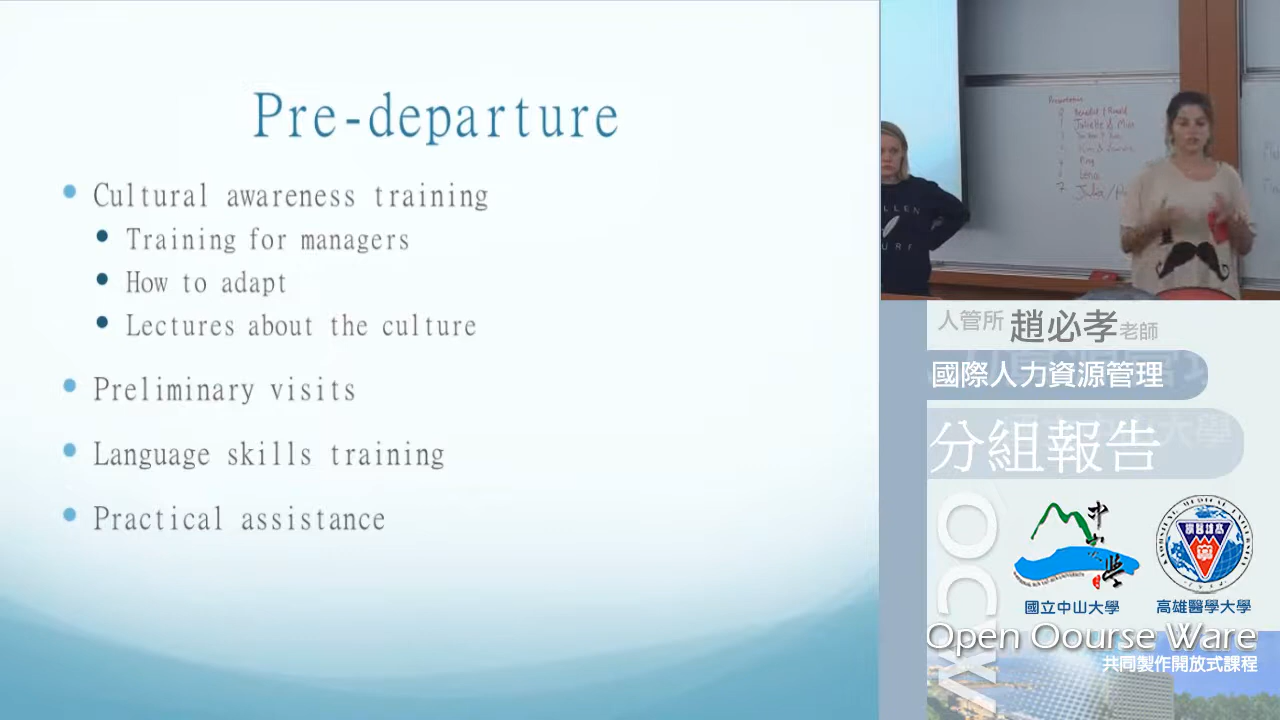 Pre-departure
Cultural awareness training
Training for managers
How to adapt
Lectures about the culture
Preliminary visits
Language skills training
Practical assistance
人管所 趙必孝老師
國際人力資源管理
分組報告
OCW
國立中山大學
高雄醫學大學
Open Oourse Ware
共同製作開放式課程